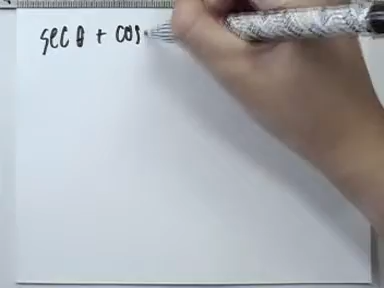 sec θ + cos